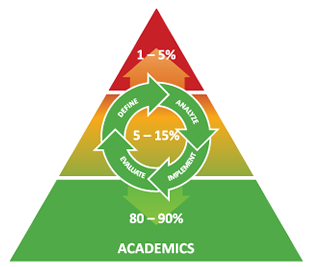 1 – 5%
DEFINE
ANALYZE
5 – 15%
EVALUATE
IMPLEMENT
80 – 90%
ACADEMICS